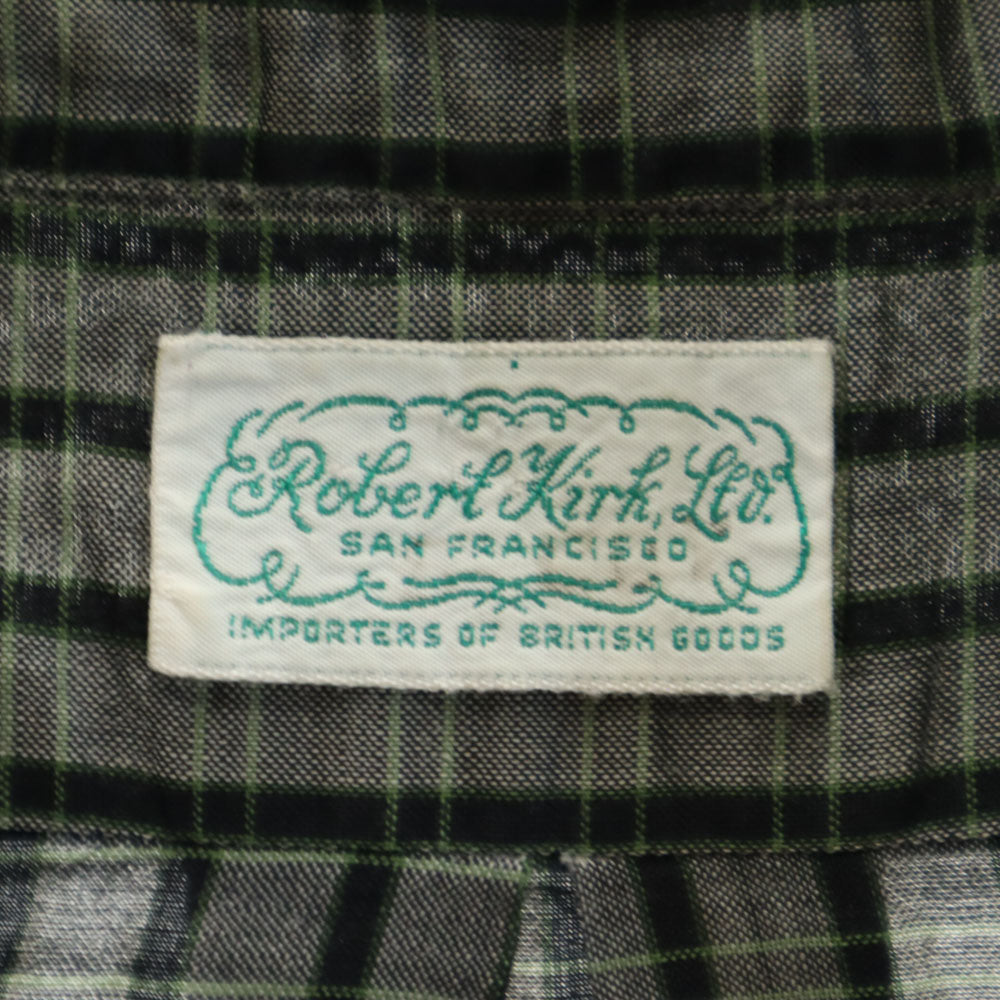 Robert Kirk, Ltd.
SAN FRANCISCO
IMPORTERS OF BRITISH GOODS